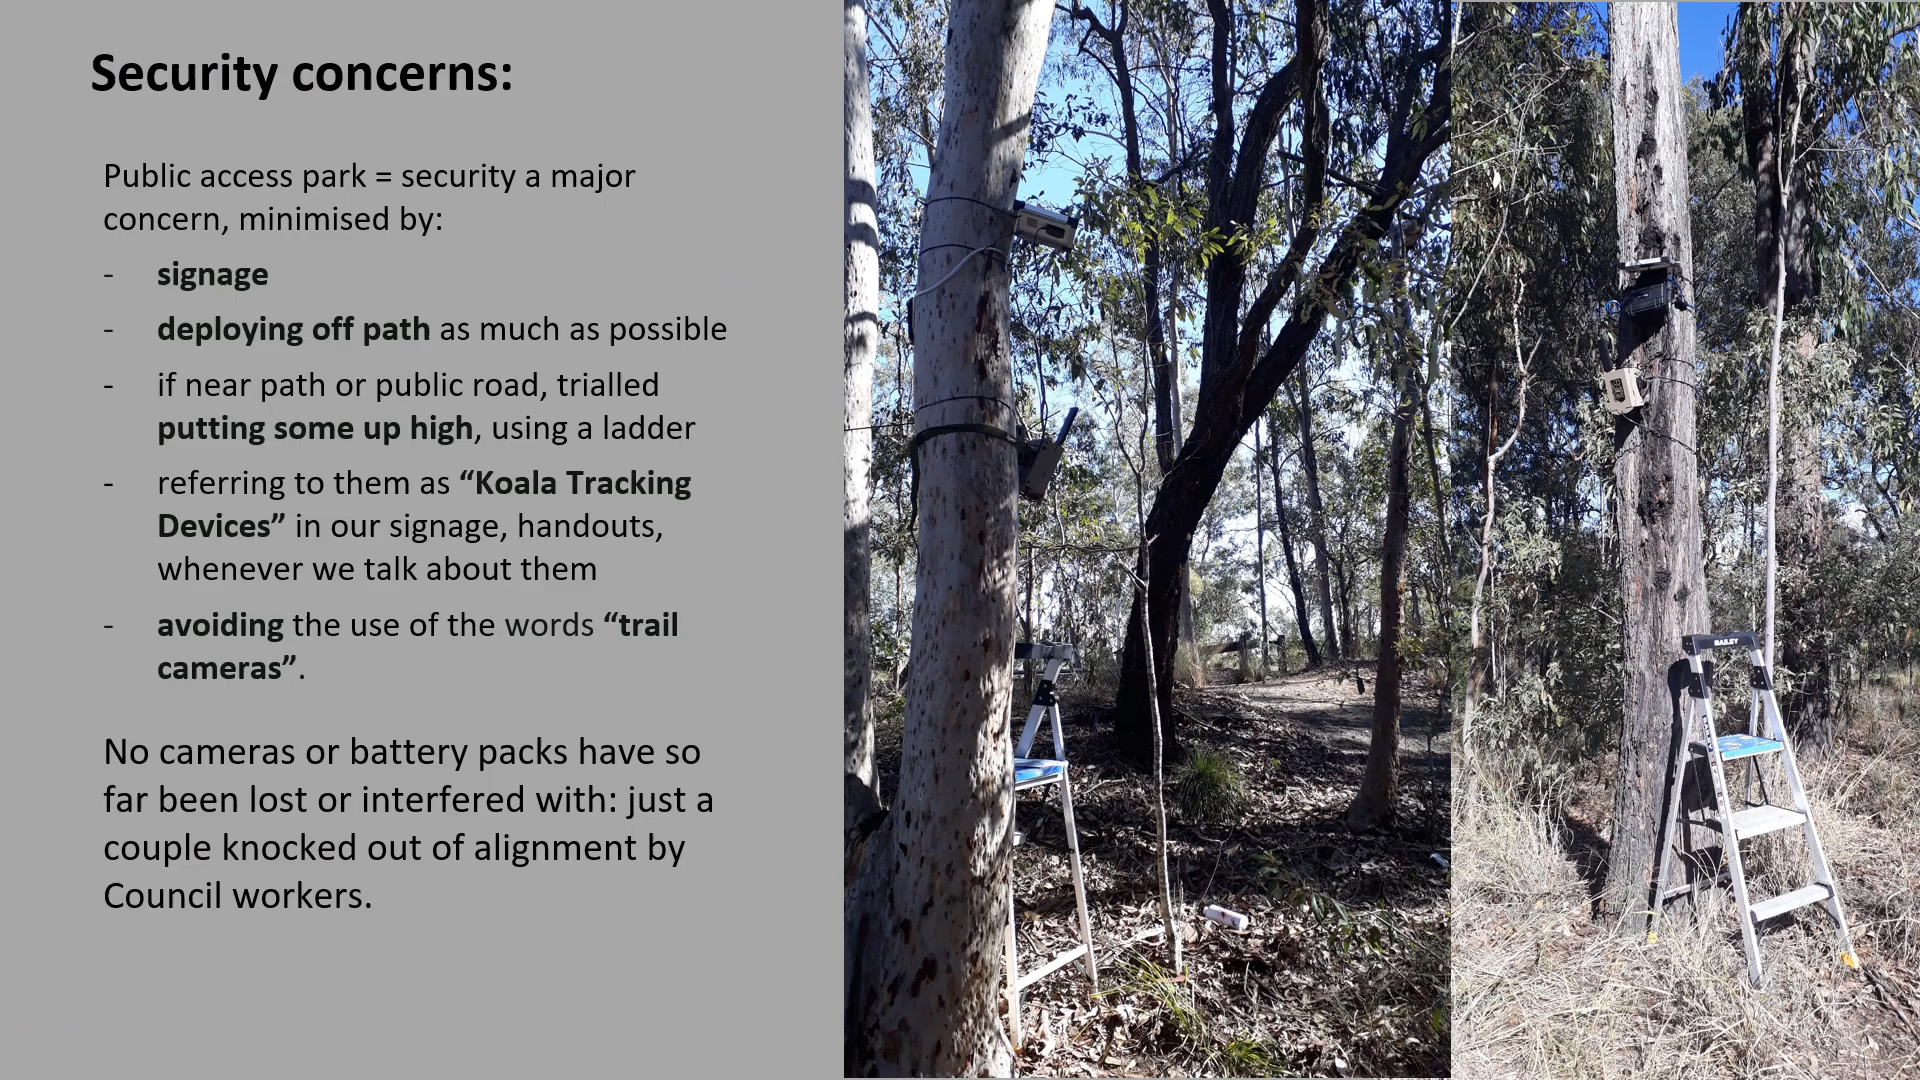 Security concerns:
Public access park = security a major
concern, minimised by:
- signage
- deploying off path as much as possible
- if near path or public road, trialled
putting some up high, using a ladder
- referring to them as “Koala Tracking
Devices” in our signage, handouts,
whenever we talk about them
- avoiding the use of the words “trail
cameras”.
No cameras or battery packs have so
far been lost or interfered with: just a
couple knocked out of alignment by
Council workers.
BAILEY